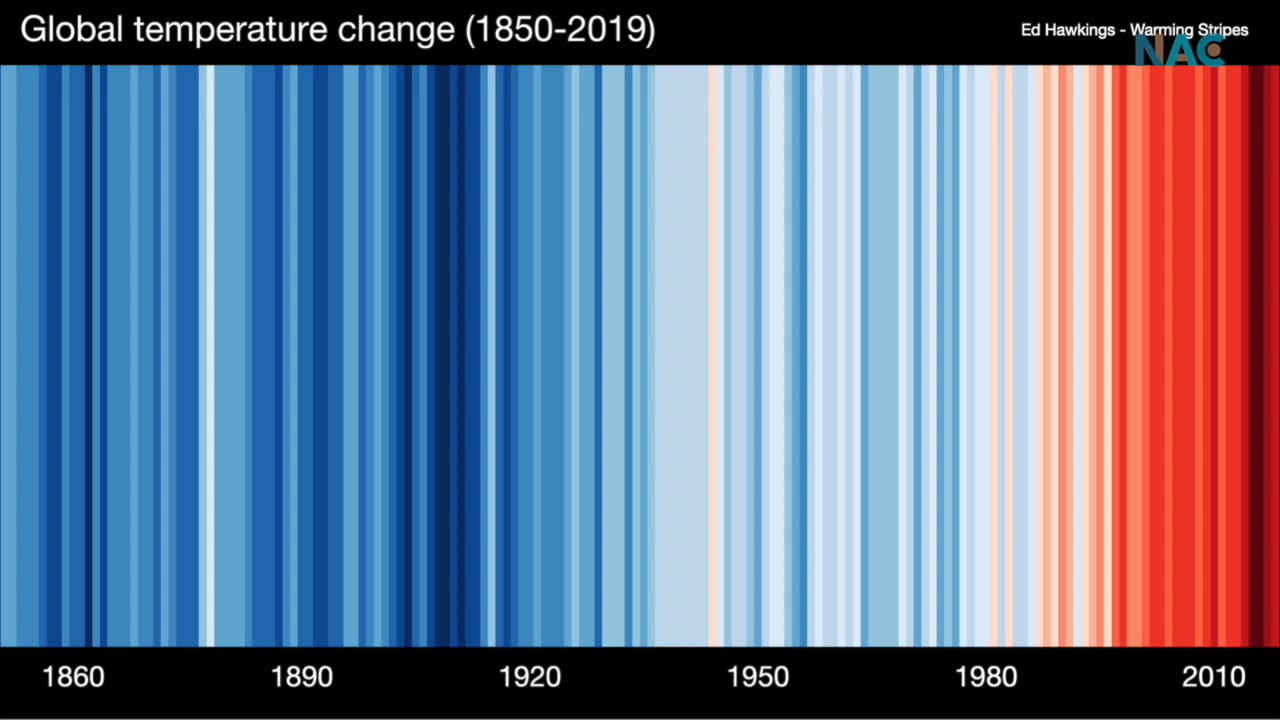 Global temperature change (1850-2019)
Ed Hawkings - Warming Stripes
NAC
1860 1890 1920 1950 1980 2010